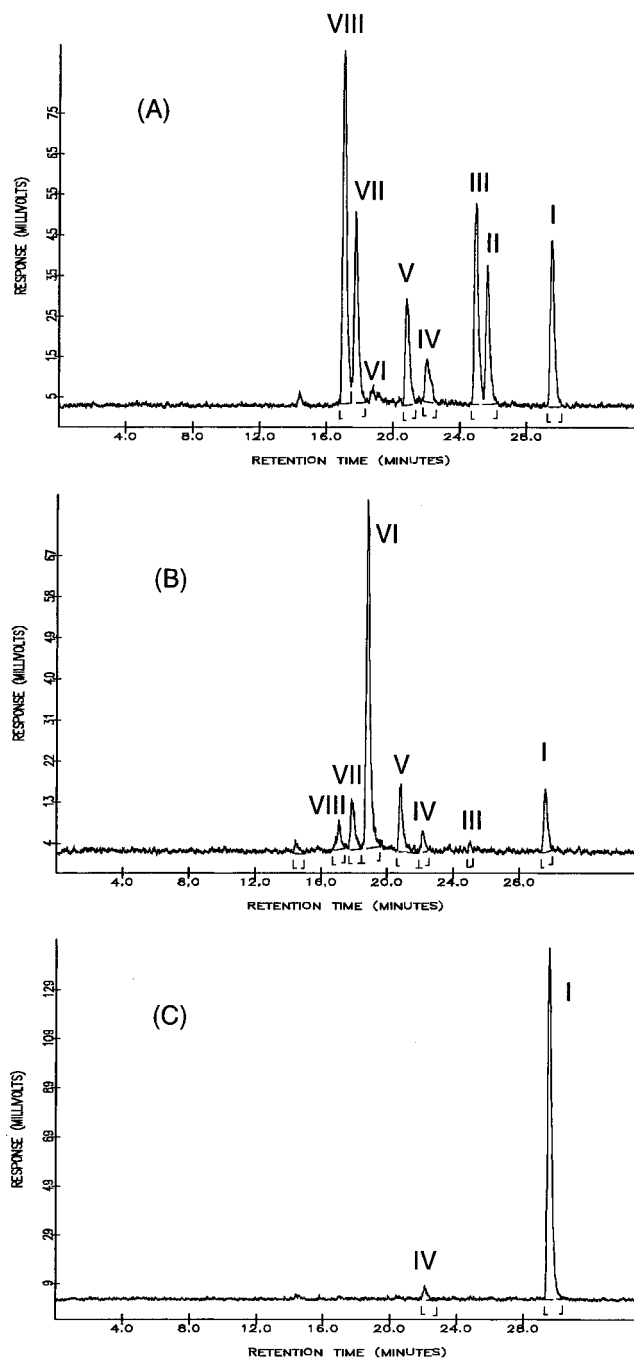 VIII
(A)
VII
III
II
I
V
IV
VI
RESPONSE (MILLIVOLTS)
75
65
55
45
35
25
15
5
4.0 8.0 12.0 16.0 20.0 24.0 28.0
RETENTION TIME (MINUTES)
VI
(B)
VII
V
I
VIII
IV
III
RESPONSE (MILLIVOLTS)
67
58
49
40
31
22
13
4
4.0 8.0 12.0 16.0 20.0 24.0 28.0
RETENTION TIME (MINUTES)
I
(C)
IV
RESPONSE (MILLIVOLTS)
129
109
89
69
49
29
9
4.0 8.0 12.0 16.0 20.0 24.0 28.0
RETENTION TIME (MINUTES)